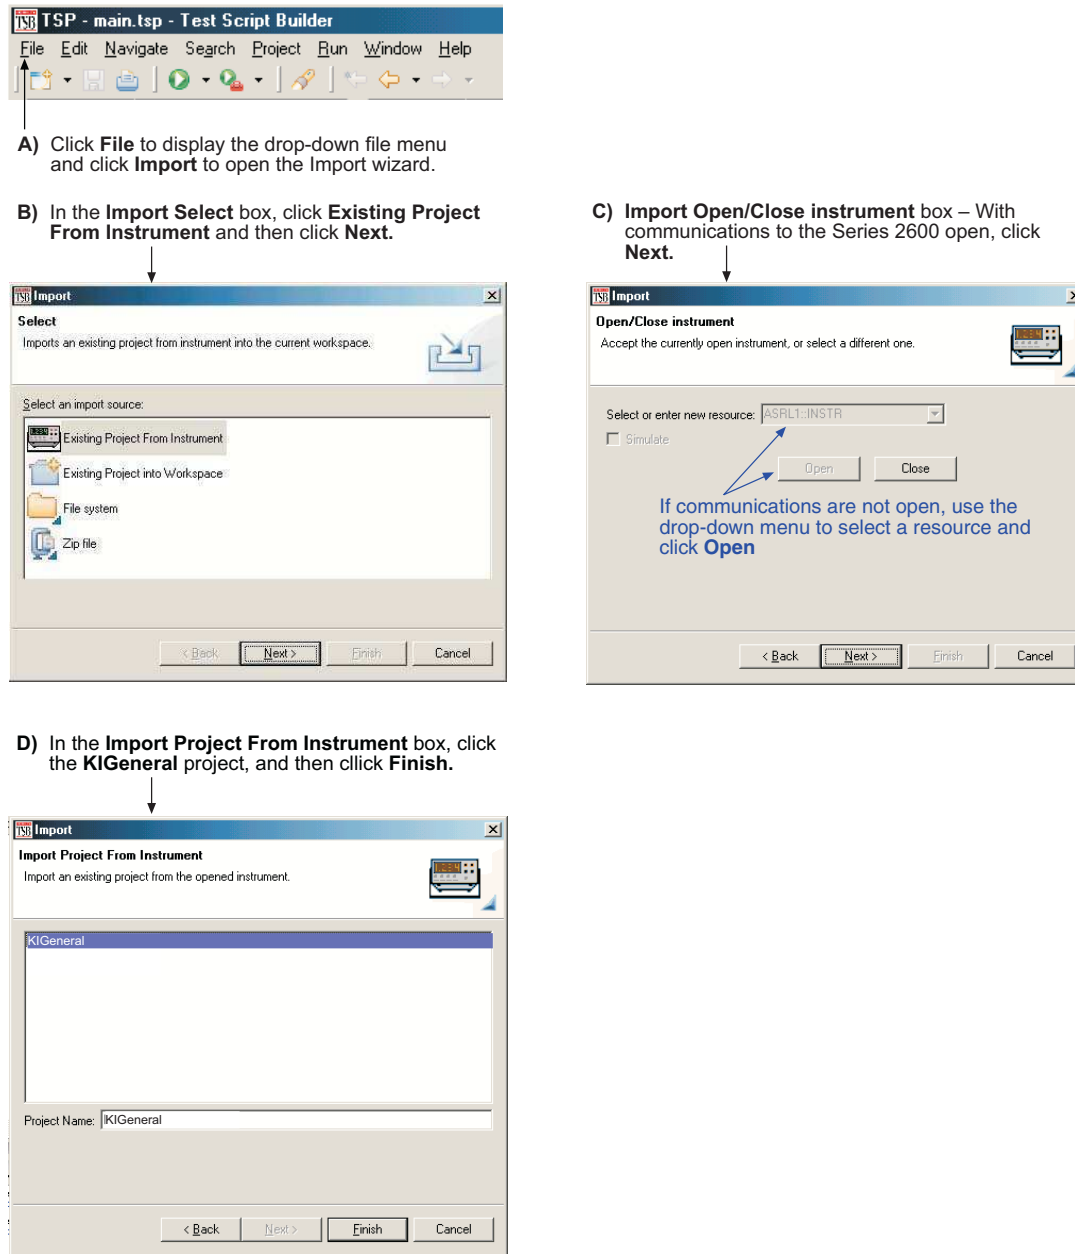 TSB TSP - main.tsp - Test Script Builder
File Edit Navigate Search Project Run Window Help
A) Click File to display the drop-down file menu
and click Import to open the Import wizard.
B) In the Import Select box, click Existing Project
From Instrument and then click Next.
TSB Import
Select
Imports an existing project from instrument into the current workspace.
Select an import source:
Existing Project From Instrument
Existing Project into Workspace
File system
Zip file
< Back Next > Finish Cancel
C) Import Open/Close instrument box – With
communications to the Series 2600 open, click
Next.
TSB Import
Open/Close instrument
Accept the currently open instrument, or select a different one.
Select or enter new resource: ASRL1::INSTR
Simulate
Open Close
If communications are not open, use the
drop-down menu to select a resource and
click Open
< Back Next > Finish Cancel
D) In the Import Project From Instrument box, click
the KIGeneral project, and then cllick Finish.
TSB Import
Import Project From Instrument
Import an existing project from the opened instrument.
KIGeneral
Project Name: KIGeneral
< Back Next > Finish Cancel